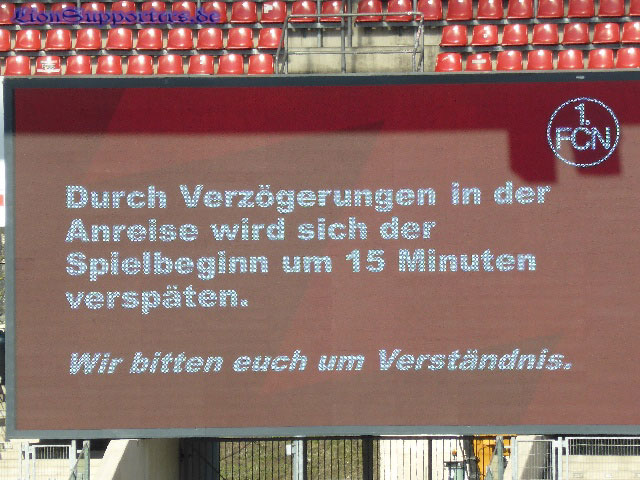 LionSupporters.de
1.
FCN
Durch Verzögerungen in der
Anreise wird sich der
Spielbeginn um 15 Minuten
verspäten.
Wir bitten euch um Verständnis.